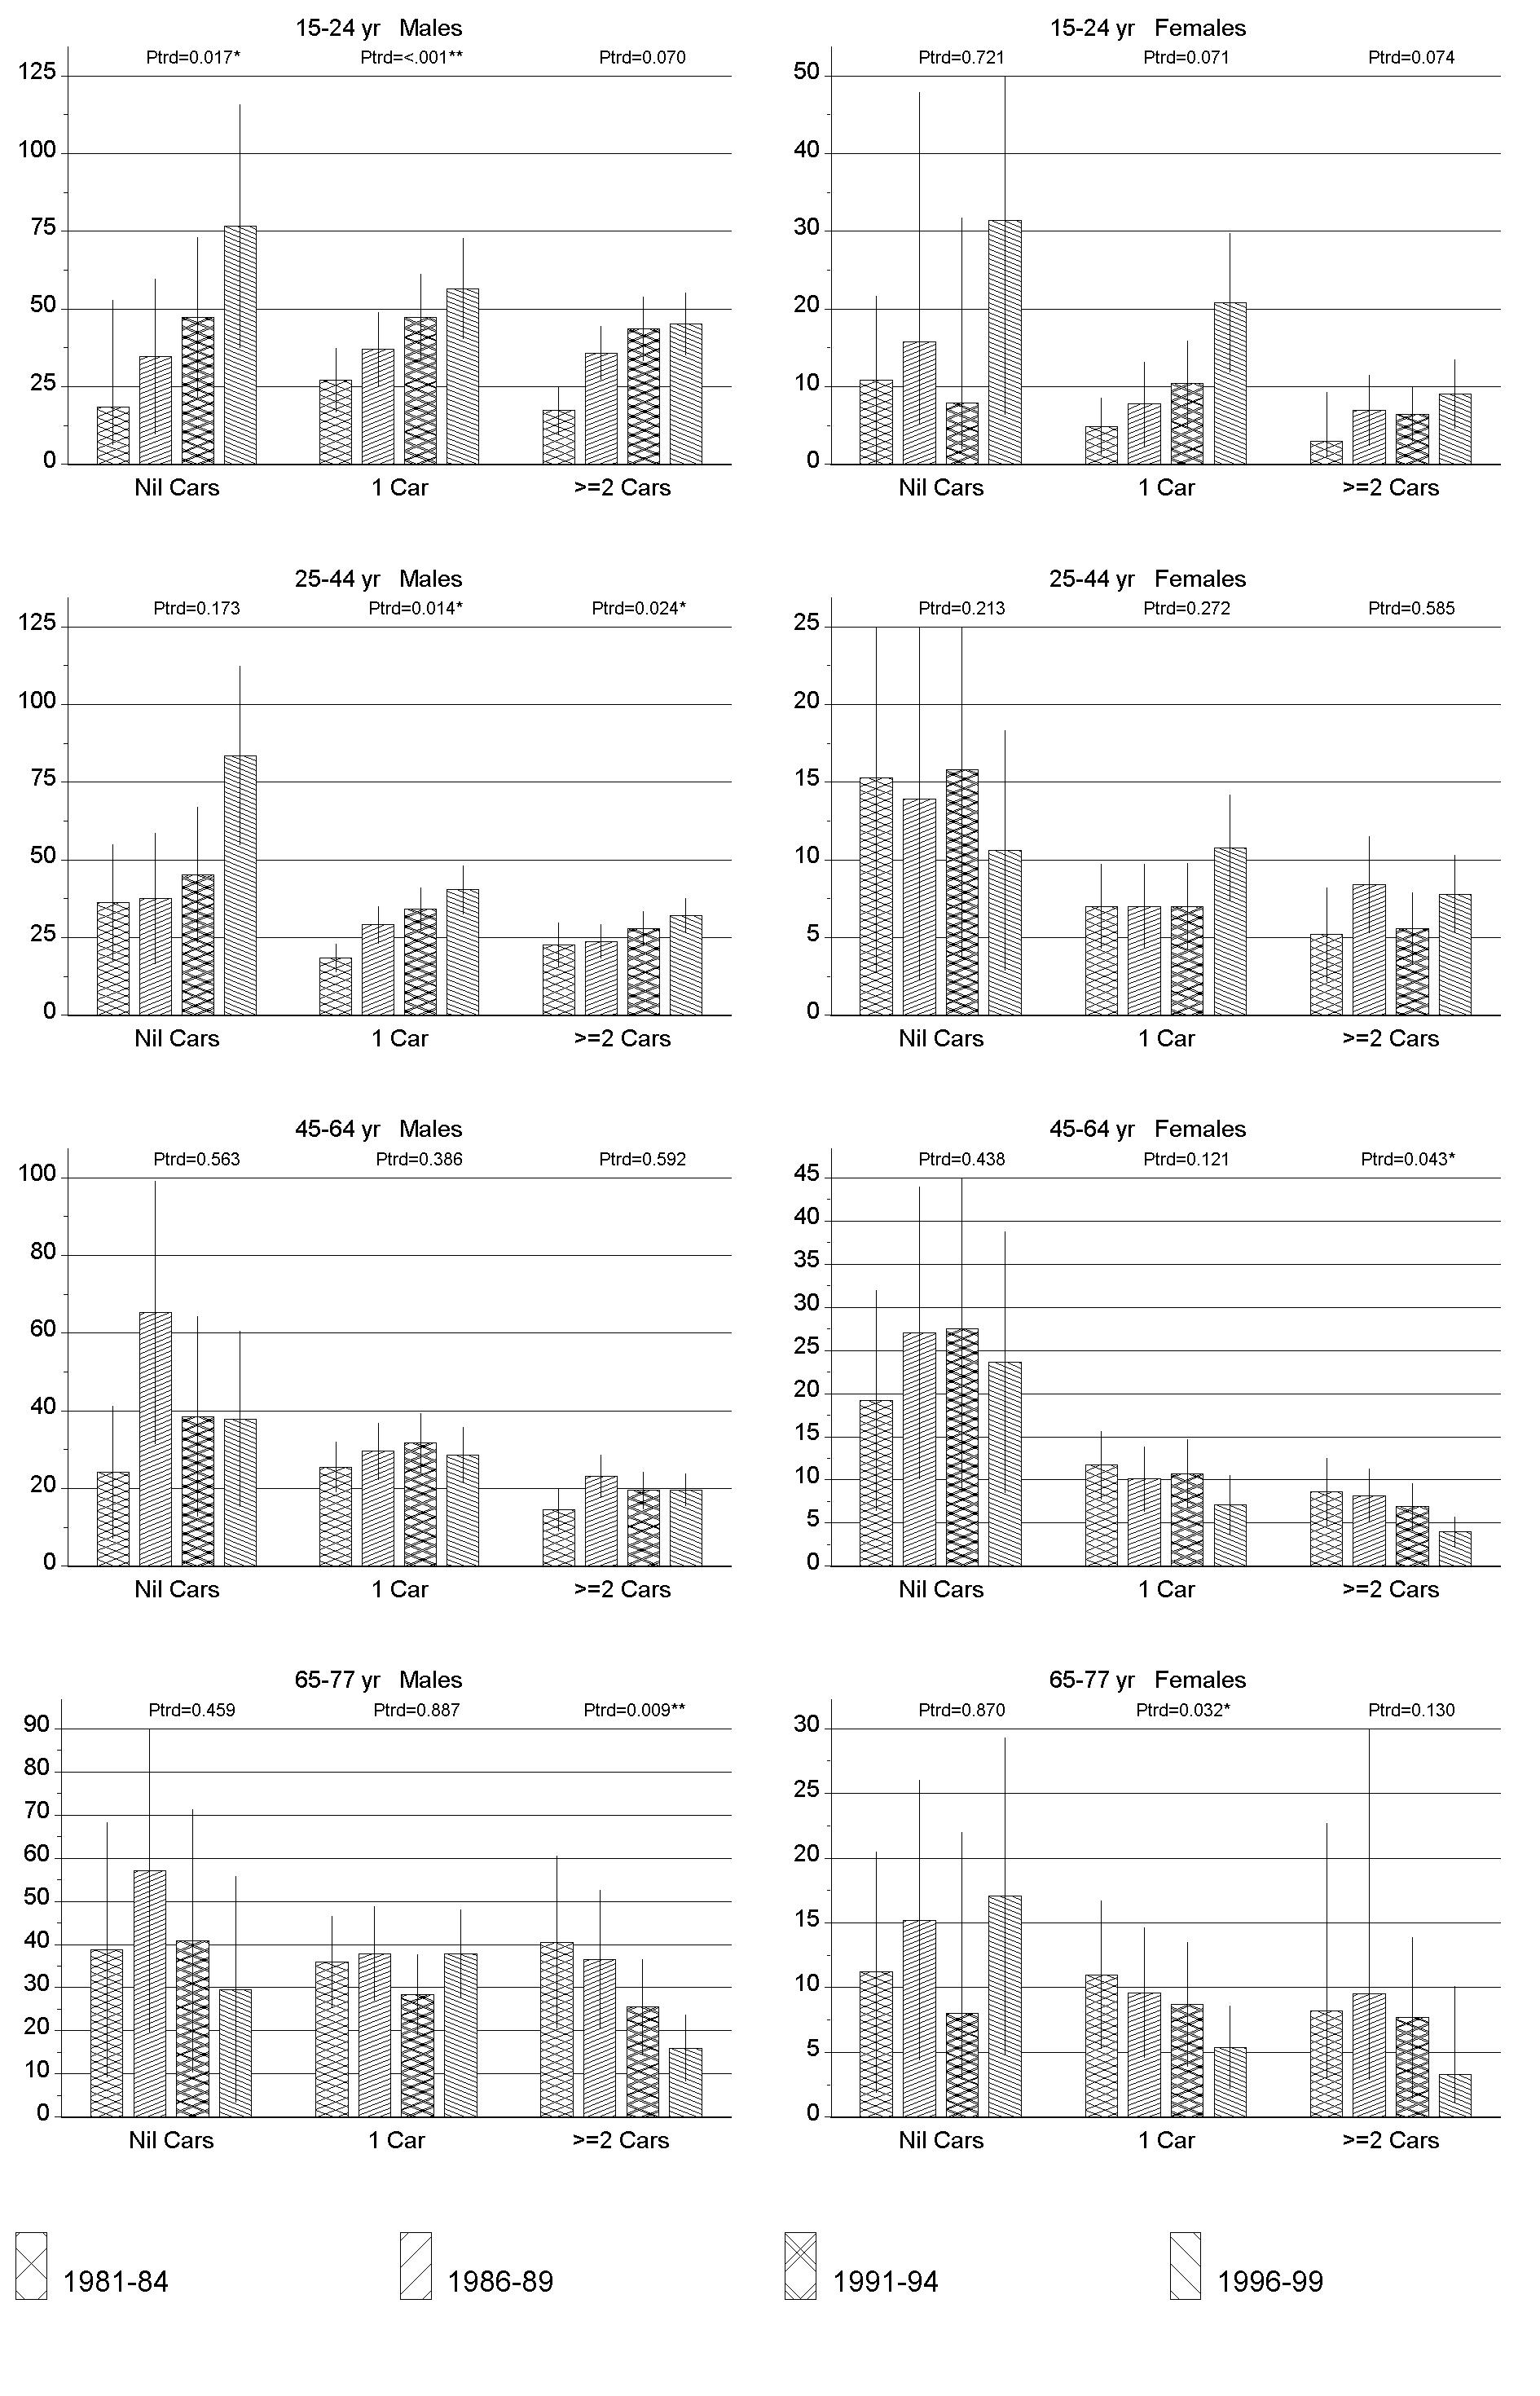 15-24 yr   Males
Ptrd=0.017*   Ptrd=<.001**   Ptrd=0.070
125
100
75
50
25
0
Nil Cars   1 Car   >=2 Cars
15-24 yr   Females
Ptrd=0.721   Ptrd=0.071   Ptrd=0.074
50
40
30
20
10
0
Nil Cars   1 Car   >=2 Cars
25-44 yr   Males
Ptrd=0.173   Ptrd=0.014*   Ptrd=0.024*
125
100
75
50
25
0
Nil Cars   1 Car   >=2 Cars
25-44 yr   Females
Ptrd=0.213   Ptrd=0.272   Ptrd=0.585
25
20
15
10
5
0
Nil Cars   1 Car   >=2 Cars
45-64 yr   Males
Ptrd=0.563   Ptrd=0.386   Ptrd=0.592
100
80
60
40
20
0
Nil Cars   1 Car   >=2 Cars
45-64 yr   Females
Ptrd=0.438   Ptrd=0.121   Ptrd=0.043*
45
40
35
30
25
20
15
10
5
0
Nil Cars   1 Car   >=2 Cars
65-77 yr   Males
Ptrd=0.459   Ptrd=0.887   Ptrd=0.009**
90
80
70
60
50
40
30
20
10
0
Nil Cars   1 Car   >=2 Cars
65-77 yr   Females
Ptrd=0.870   Ptrd=0.032*   Ptrd=0.130
30
25
20
15
10
5
0
Nil Cars   1 Car   >=2 Cars
1981-84   1986-89   1991-94   1996-99